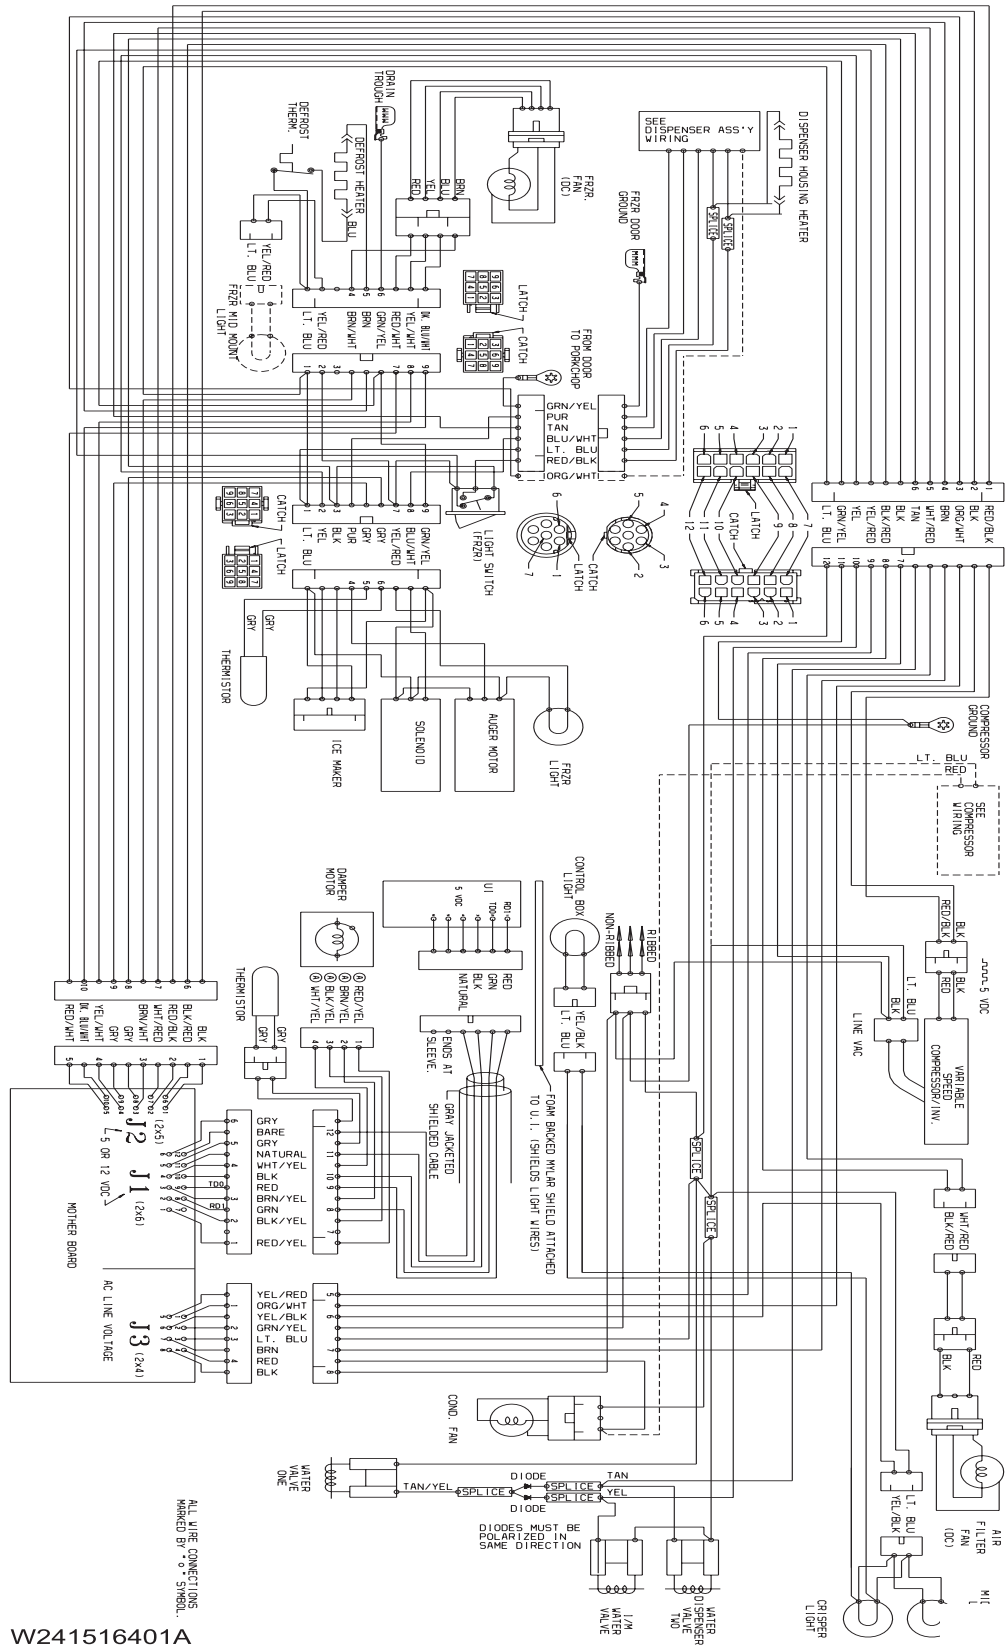 DRAIN
TROUGH
DEFROST
THERM.
DEFROST HEATER
BLU
RED
YEL
BLU
BRN
FRZR.
FAN
(DC)
SEE
DISPENSER ASS'Y
WIRING
DISPENSER HOUSING HEATER
SPLICE
SPLICE
FRZR DOOR
GROUND
YEL/RED
LT. BLU
FRZR MID MOUNT
LIGHT
LT. BLU
YEL/RED
BRN/WHT
BRN
GRN/YEL
RED/WHT
YEL/WHT
DK. BLU/WHT
LATCH
CATCH
FROM DOOR
TO PORKCHOP
GRN/YEL
PUR
TAN
BLU/WHT
LT. BLU
RED/BLK
ORG/WHT
LATCH
CATCH
LATCH
CATCH
RED/BLK
BLK
ORG/WHT
BRN
WHT/RED
TAN
BLK
BLK/RED
YEL/RED
YEL
GRN/YEL
LT. BLU
CATCH
LATCH
LT. BLU
YEL
BLK
PUR
GRY
GRY
YEL/RED
BLU/WHT
GRN/YEL
LIGHT SWITCH
(FRZR)
GRY
GRY
THERMISTOR
ICE MAKER
SOLENOID
AUGER MOTOR
FRZR
LIGHT
COMPRESSOR
GROUND
LT. BLU
RED
SEE
COMPRESSOR
WIRING
DAMPER
MOTOR
UI
5 VDC
TD0
RD1
CONTROL BOX
LIGHT
NON-RIBBED
RIBBED
BLK
RED/BLK
BLK
RED
5 VDC
LT. BLU
BLK
LINE VAC
VARIABLE
SPEED
COMPRESSOR/INV.
THERMISTOR
GRY
GRY
A RED/YEL
A BRN/YEL
A BLK/YEL
A WHT/YEL
RED
GRN
BLK
NATURAL
ENDS AT
SLEEVE.
GRAY JACKETED
SHIELDED CABLE
FOAM BACKED MYLAR SHIELD ATTACHED
TO U.I. (SHIELDS LIGHT WIRES)
YEL/BLK
LT. BLU
BLK
BLK/RED
RED/BLK
WHT/RED
BRN/WHT
GRY
GRY
YEL/WHT
DK. BLU/WHT
RED/WHT
J2
(2x5)
5 OR 12 VDC
J1
(2x6)
TD0
RD1
MOTHER BOARD
AC LINE VOLTAGE
J3
(2x4)
GRY
BARE
GRY
NATURAL
WHT/YEL
BLK
RED
BRN/YEL
GRN
BLK/YEL
RED/YEL
YEL/RED
ORG/WHT
YEL/BLK
GRN/YEL
LT. BLU
BRN
RED
BLK
SPLICE
SPLICE
WHT/RED
BLK/RED
RED
BLK
AIR
FILTER
FAN
(DC)
COND. FAN
WATER
VALVE
ONE
TAN/YEL
SPLICE
DIODE
DIODE
SPLICE
SPLICE
TAN
YEL
DIODES MUST BE
POLARIZED IN
SAME DIRECTION
I/M
WATER
VALVE
WATER
DISPENSER
TWO
LT. BLU
YEL/BLK
CRISPER
LIGHT
ALL WIRE CONNECTIONS
MARKED BY "o" SYMBOL.
W241516401A